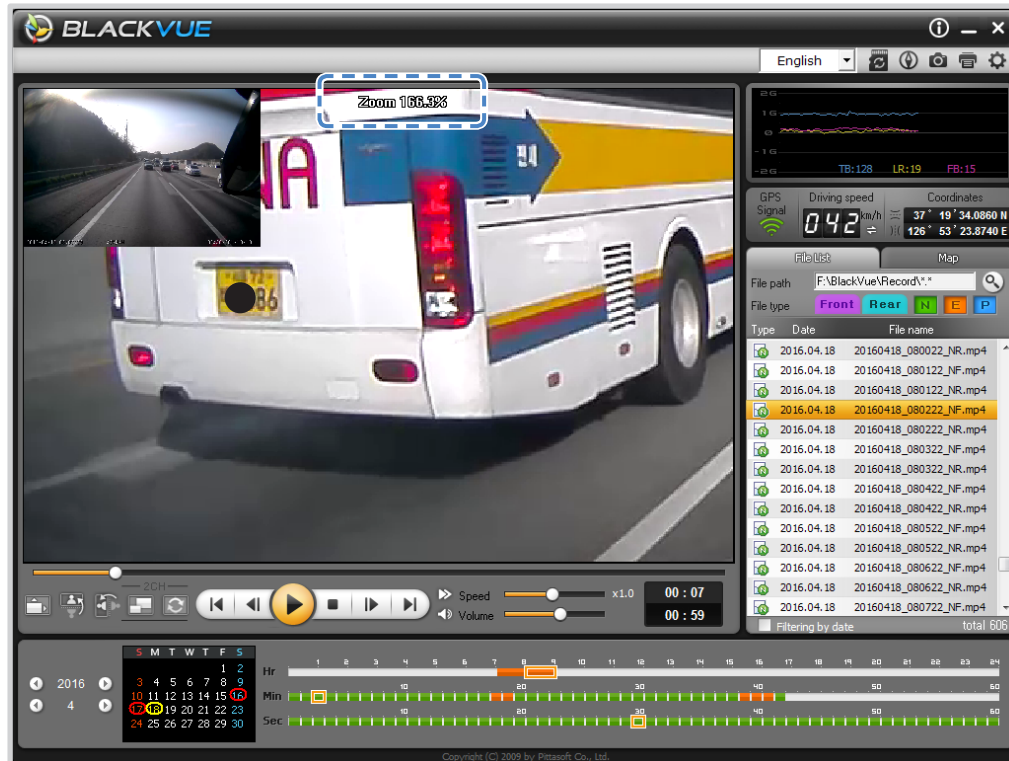 BLACKVUE
English
Zoom 166.3%
NA
94
72
86
2G
1G
0
-1G
-2G
TB:128 LR:19 FB:15
GPS Signal
Driving speed
Coordinates
042 km/h
37° 19' 34.0860 N
126° 53' 23.8740 E
File List
Map
File path F:\BlackVue\Record\*.*
File type Front Rear N E P
Type Date File name
2016.04.18 20160418_080022_NR.mp4
2016.04.18 20160418_080122_NF.mp4
2016.04.18 20160418_080122_NR.mp4
2016.04.18 20160418_080222_NF.mp4
2016.04.18 20160418_080222_NR.mp4
2016.04.18 20160418_080322_NF.mp4
2016.04.18 20160418_080322_NR.mp4
2016.04.18 20160418_080422_NF.mp4
2016.04.18 20160418_080422_NR.mp4
2016.04.18 20160418_080522_NF.mp4
2016.04.18 20160418_080522_NR.mp4
2016.04.18 20160418_080622_NF.mp4
2016.04.18 20160418_080622_NR.mp4
2016.04.18 20160418_080722_NF.mp4
Filtering by date total 606
2CH
Speed x1.0
Volume
00 : 07
00 : 59
2016
4
S M T W T F S
1 2
3 4 5 6 7 8 9
10 11 12 13 14 15 16
17 18 19 20 21 22 23
24 25 26 27 28 29 30
Hr 1 2 3 4 5 6 7 8 9 10 11 12 13 14 15 16 17 18 19 20 21 22 23 24
Min 10 20 30 40 50 60
Sec 10 20 30 40 50 60
Copyright (C) 2009 by Pittasoft Co., Ltd.